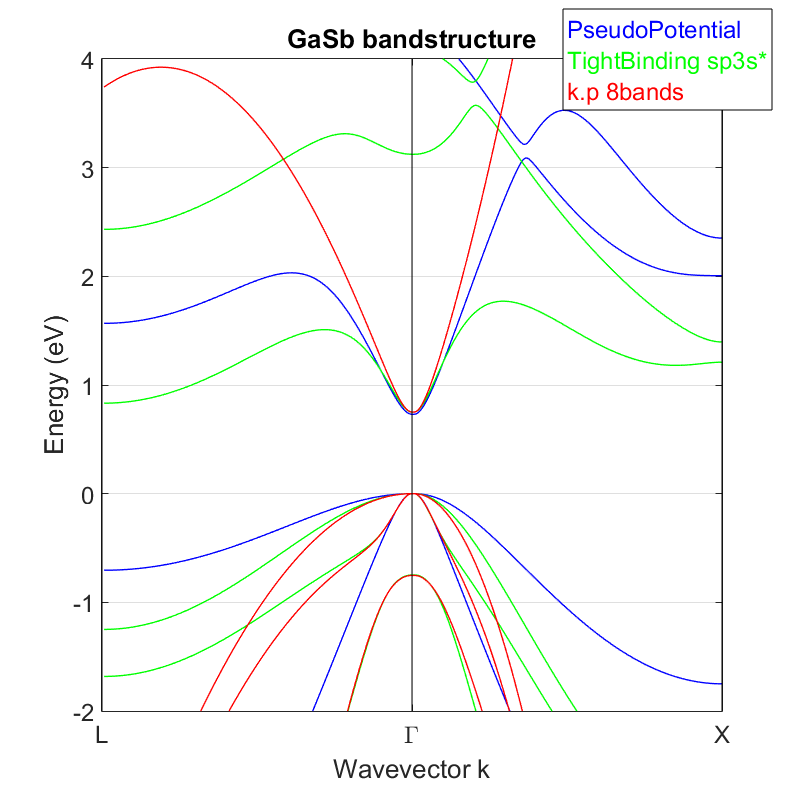 GaSb bandstructure
PseudoPotential
TightBinding sp3s*
k.p 8bands
4
3
2
1
0
-1
-2
Energy (eV)
L
Γ
X
Wavevector k